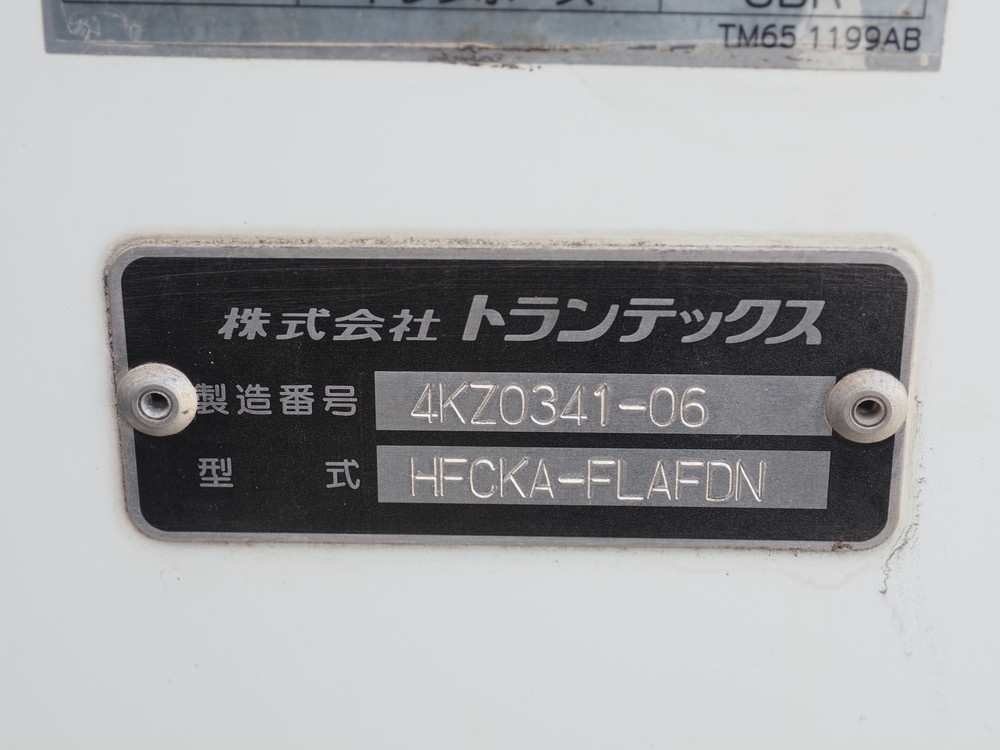 TM65 1199AB
株式会社 トランテックス
製造番号 4KZ0341-06
型 式 HFCKA-FLAFDN